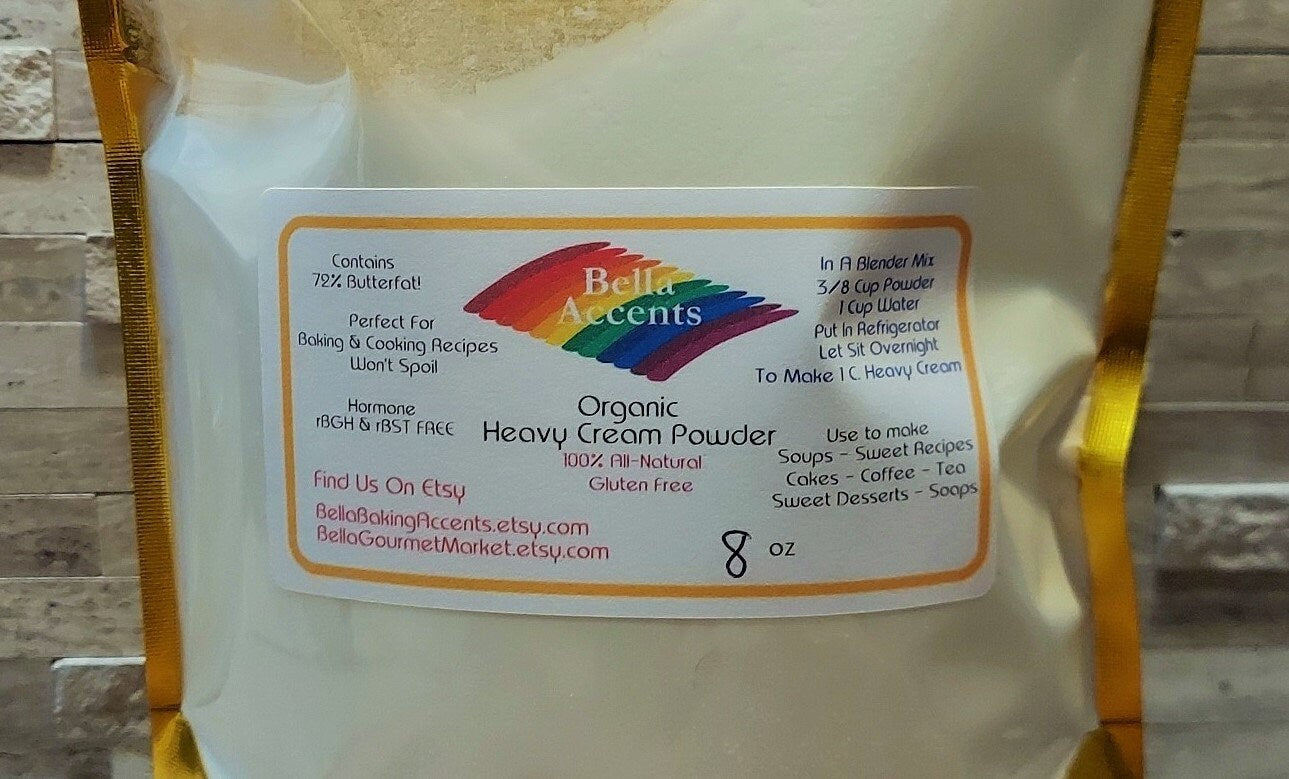 Contains
72% Butterfat!
Perfect For
Baking & Cooking Recipes
Won't Spoil
Hormone
rBGH & rBST FREE
Find Us On Etsy
BellaBakingAccents.etsy.com
BellaGourmetMarket.etsy.com
Bella
Accents
Organic
Heavy Cream Powder
100% All-Natural
Gluten Free
8 oz
In A Blender Mix
3/8 Cup Powder
1 Cup Water
Put In Refrigerator
Let Sit Overnight
To Make 1 C. Heavy Cream
Use to make
Soups - Sweet Recipes
Cakes - Coffee - Tea
Sweet Desserts - Soaps